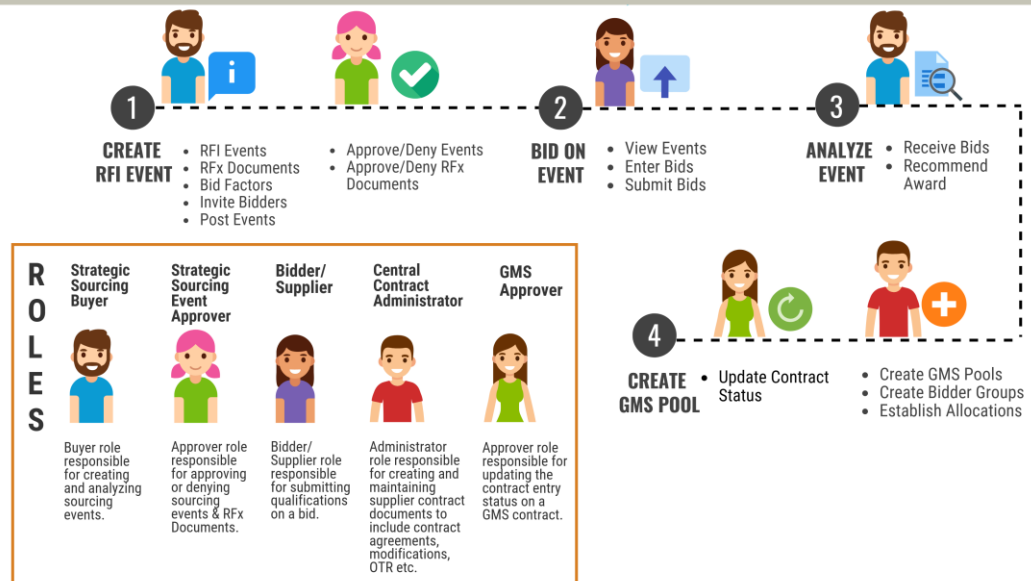 1
CREATE
RFI EVENT
• RFI Events
• RFx Documents
• Bid Factors
• Invite Bidders
• Post Events
• Approve/Deny Events
• Approve/Deny RFx
Documents
2
BID ON
EVENT
• View Events
• Enter Bids
• Submit Bids
3
ANALYZE
EVENT
• Receive Bids
• Recommend
Award
4
CREATE
GMS POOL
• Update Contract
Status
• Create GMS Pools
• Create Bidder Groups
• Establish Allocations
ROLES
Strategic
Sourcing
Buyer
Buyer role
responsible
for creating
and analyzing
sourcing
events.
Strategic
Sourcing
Event
Approver
Approver role
responsible
for approving
or denying
sourcing
events & RFx
Documents.
Bidder/
Supplier
Bidder/
Supplier role
responsible
for submitting
qualifications
on a bid.
Central
Contract
Administrator
Administrator
role responsible
for creating and
maintaining
supplier contract
documents to
include contract
agreements,
modifications,
OTR etc.
GMS
Approver
Approver role
responsible for
updating the
contract entry
status on a
GMS contract.